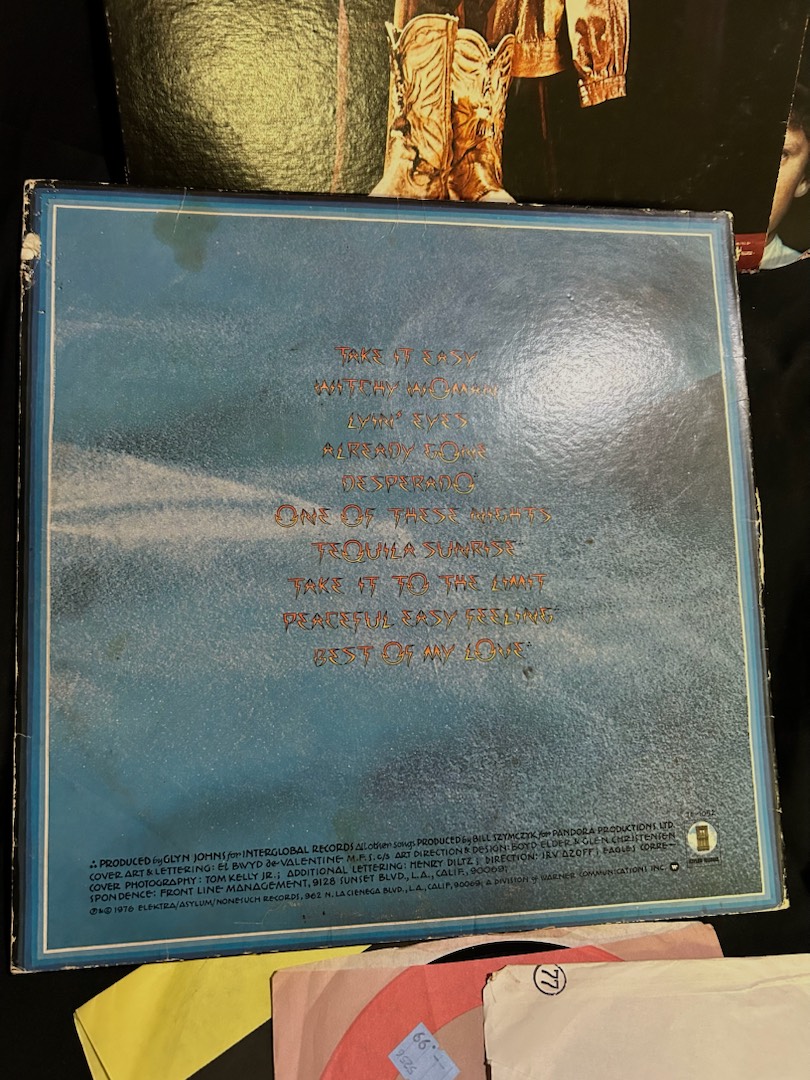 TAKE IT EASY
WITCHY WOMAN
LYIN' EYES
ALREADY GONE
DESPERADO
ONE OF THESE NIGHTS
TEQUILA SUNRISE
TAKE IT TO THE LIMIT
PEACEFUL EASY FEELING
BEST OF MY LOVE
7E-1052
∴ PRODUCED by GLYN JOHNS for INTERGLOBAL RECORDS All other songs PRODUCED by BILL SZYMCZYK for PANDORA PRODUCTIONS LTD.
COVER ART & LETTERING: EL BWYD de VALENTINE M.F.S. c/s ART DIRECTION & DESIGN: BOYD ELDER & GLEN CHRISTENSEN
COVER PHOTOGRAPHY: TOM KELLY JR.; ADDITIONAL LETTERING: HENRY DILTZ; DIRECTION: IRV AZOFF; EAGLES CORRE-
SPONDENCE: FRONT LINE MANAGEMENT, 9128 SUNSET BLVD., L.A., CALIF., 90069;
℗&© 1976 ELEKTRA/ASYLUM/NONESUCH RECORDS, 962 N. LA CIENEGA BLVD., L.A., CALIF., 90069; A DIVISION of WARNER COMMUNICATIONS INC.
ASYLUM RECORDS
77
66.-